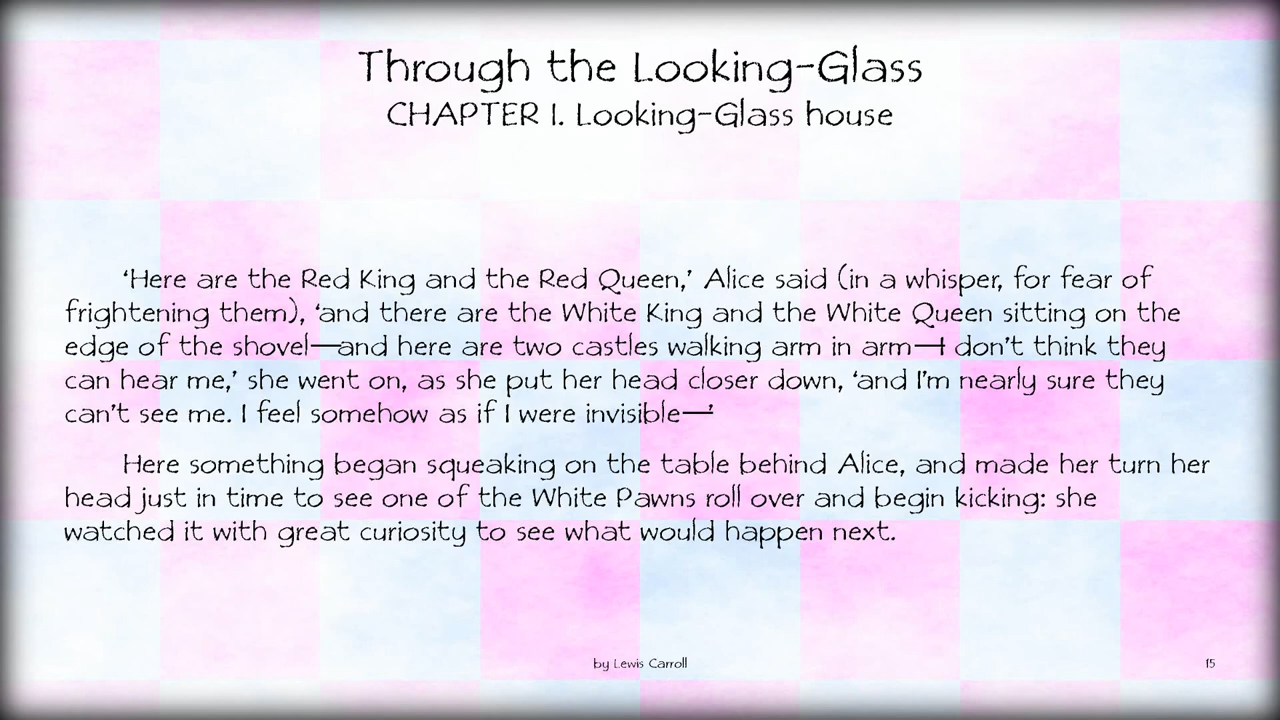 Through the Looking-Glass
CHAPTER I. Looking-Glass house
‘Here are the Red King and the Red Queen,’ Alice said (in a whisper, for fear of
frightening them), ‘and there are the White King and the White Queen sitting on the
edge of the shovel—and here are two castles walking arm in arm—I don’t think they
can hear me,’ she went on, as she put her head closer down, ‘and I’m nearly sure they
can’t see me. I feel somehow as if I were invisible—’
Here something began squeaking on the table behind Alice, and made her turn her
head just in time to see one of the White Pawns roll over and begin kicking: she
watched it with great curiosity to see what would happen next.
by Lewis Carroll
15